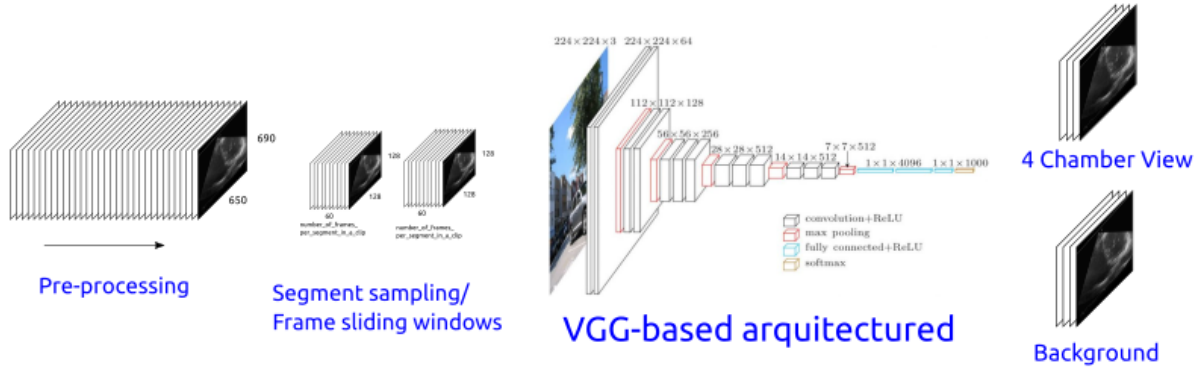 690
650
Pre-processing
128
128
60
number_of_frames_
per_segment_in_a_clip
128
128
60
number_of_frames_
per_segment_in_a_clip
Segment sampling/
Frame sliding windows
224×224×3
224×224×64
112×112×128
56×56×256
28×28×512
14×14×512
7×7×512
1×1×4096
1×1×1000
convolution+ReLU
max pooling
fully connected+ReLU
softmax
VGG-based arquitectured
4 Chamber View
Background